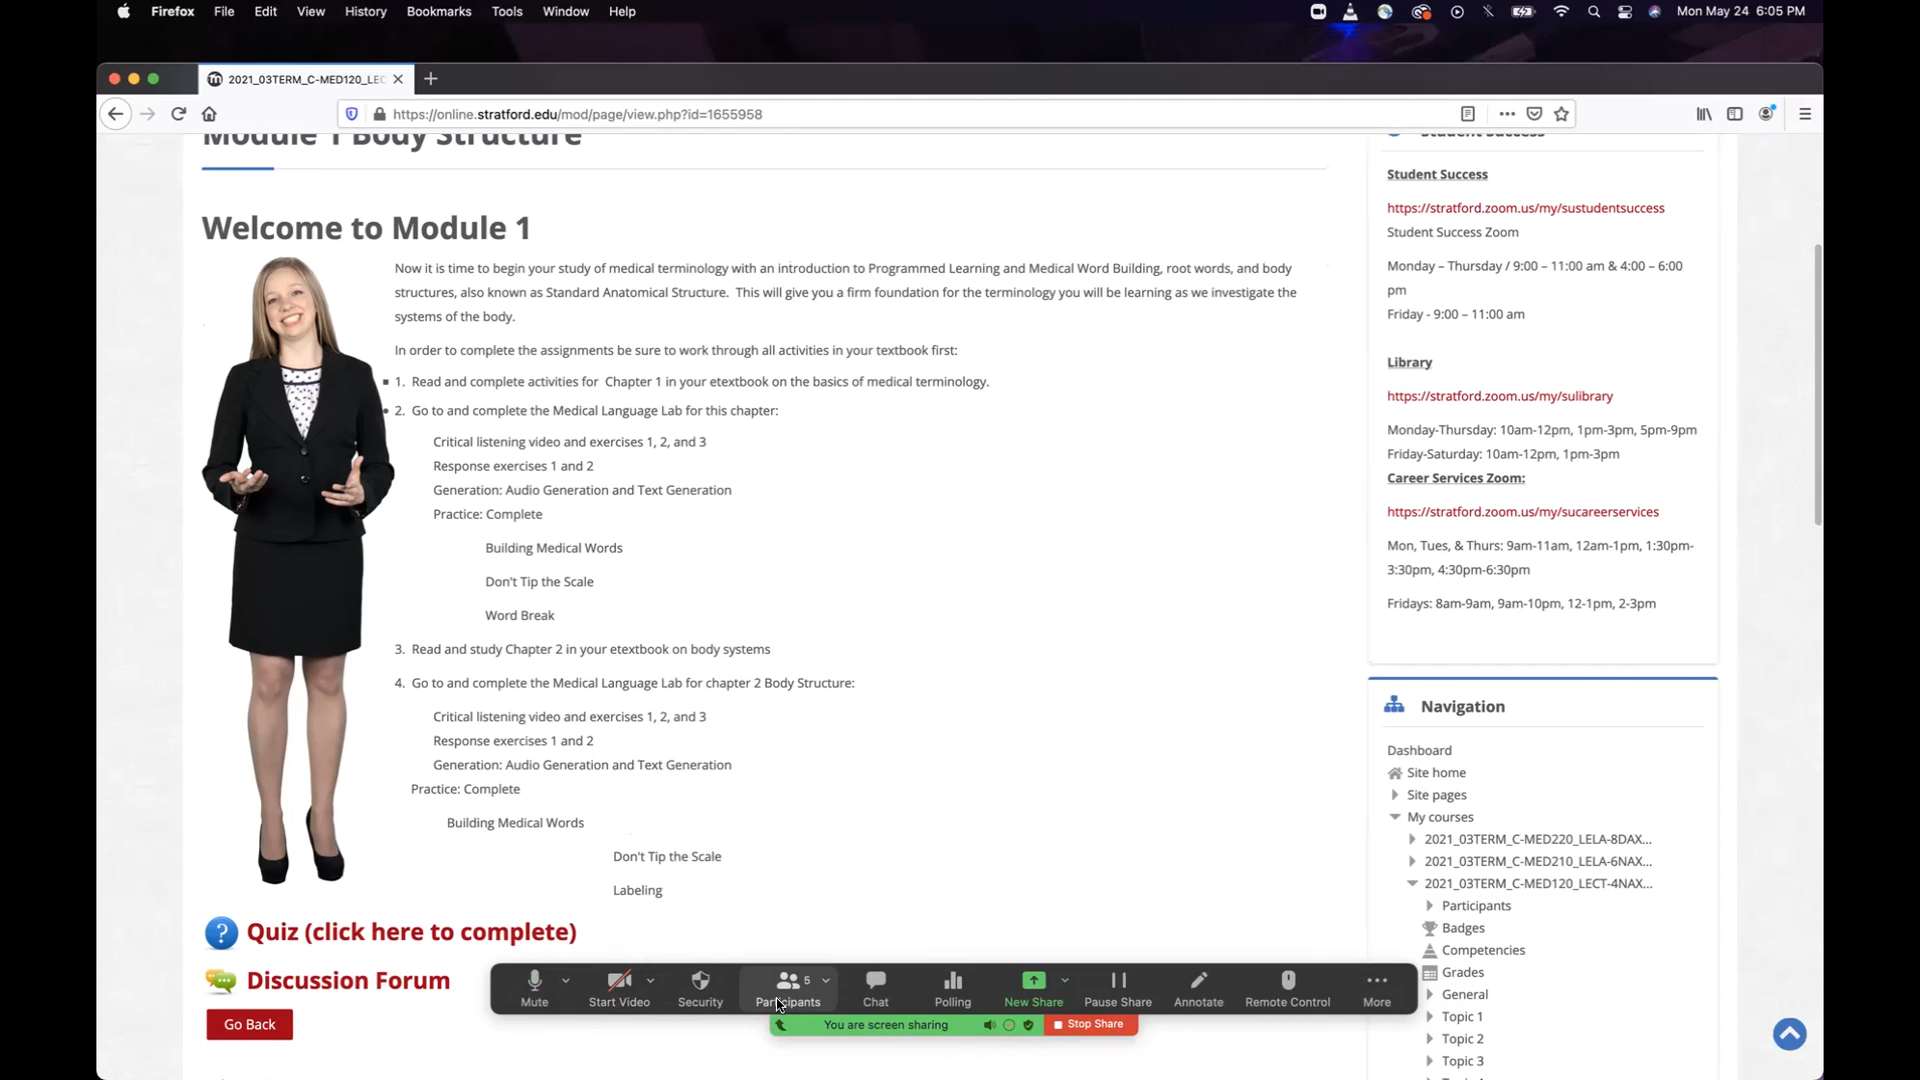 Firefox File Edit View History Bookmarks Tools Window Help Mon May 24 6:05 PM
2021_03TERM_C-MED120_LEC
https://online.stratford.edu/mod/page/view.php?id=1655958
Module 1 Body Structure
Welcome to Module 1
Now it is time to begin your study of medical terminology with an introduction to Programmed Learning and Medical Word Building, root words, and body
structures, also known as Standard Anatomical Structure. This will give you a firm foundation for the terminology you will be learning as we investigate the
systems of the body.
In order to complete the assignments be sure to work through all activities in your textbook first:
1. Read and complete activities for Chapter 1 in your etextbook on the basics of medical terminology.
2. Go to and complete the Medical Language Lab for this chapter:
Critical listening video and exercises 1, 2, and 3
Response exercises 1 and 2
Generation: Audio Generation and Text Generation
Practice: Complete
Building Medical Words
Don't Tip the Scale
Word Break
3. Read and study Chapter 2 in your etextbook on body systems
4. Go to and complete the Medical Language Lab for chapter 2 Body Structure:
Critical listening video and exercises 1, 2, and 3
Response exercises 1 and 2
Generation: Audio Generation and Text Generation
Practice: Complete
Building Medical Words
Don't Tip the Scale
Labeling
Quiz (click here to complete)
Discussion Forum
Go Back
Student Success
Student Success
https://stratford.zoom.us/my/sustudentsuccess
Student Success Zoom
Monday – Thursday / 9:00 – 11:00 am & 4:00 – 6:00
pm
Friday - 9:00 – 11:00 am
Library
https://stratford.zoom.us/my/sulibrary
Monday-Thursday: 10am-12pm, 1pm-3pm, 5pm-9pm
Friday-Saturday: 10am-12pm, 1pm-3pm
Career Services Zoom:
https://stratford.zoom.us/my/sucareerservices
Mon, Tues, & Thurs: 9am-11am, 12am-1pm, 1:30pm-
3:30pm, 4:30pm-6:30pm
Fridays: 8am-9am, 9am-10pm, 12-1pm, 2-3pm
Navigation
Dashboard
Site home
Site pages
My courses
2021_03TERM_C-MED220_LELA-8DAX...
2021_03TERM_C-MED210_LELA-6NAX...
2021_03TERM_C-MED120_LECT-4NAX...
Participants
Badges
Competencies
Grades
General
Topic 1
Topic 2
Topic 3
5
Mute Start Video Security Participants Chat Polling New Share Pause Share Annotate Remote Control More
You are screen sharing Stop Share